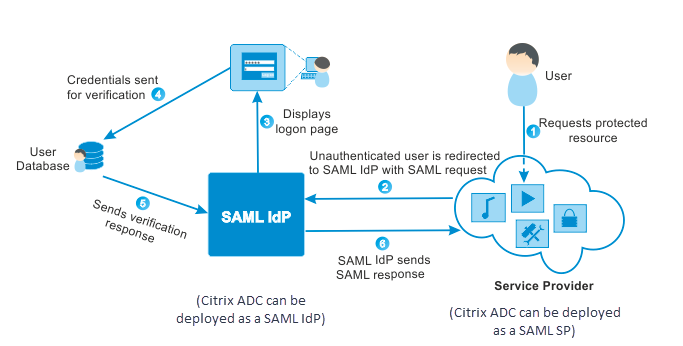 Credentials sent
for verification
4
User
1
Requests protected
resource
3
Displays
logon page
User
Database
Unauthenticated user is redirected
to SAML IdP with SAML request
2
5
Sends verification
response
SAML IdP
6
SAML IdP sends
SAML response
Service Provider
(Citrix ADC can be
deployed as a SAML IdP)
(Citrix ADC can be deployed
as a SAML SP)